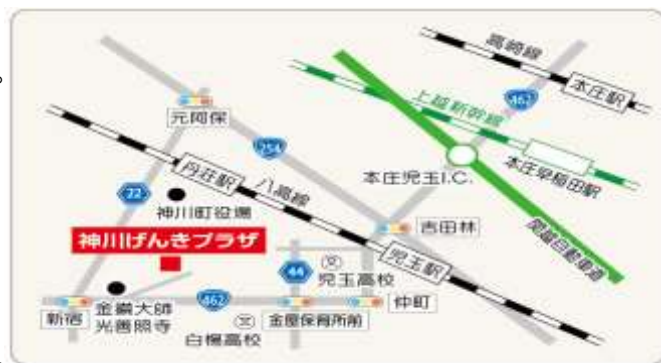 高崎線
本庄駅
462
上越新幹線
本庄早稲田駅
元阿保
254
本庄児玉I.C.
丹荘駅
八高線
22
神川町役場
吉田林
関越自動車道
神川げんきプラザ
児玉駅
44
児玉高校
文
462
仲町
新宿
金鑚大師
光善照寺
文
白楊高校
金屋保育所前